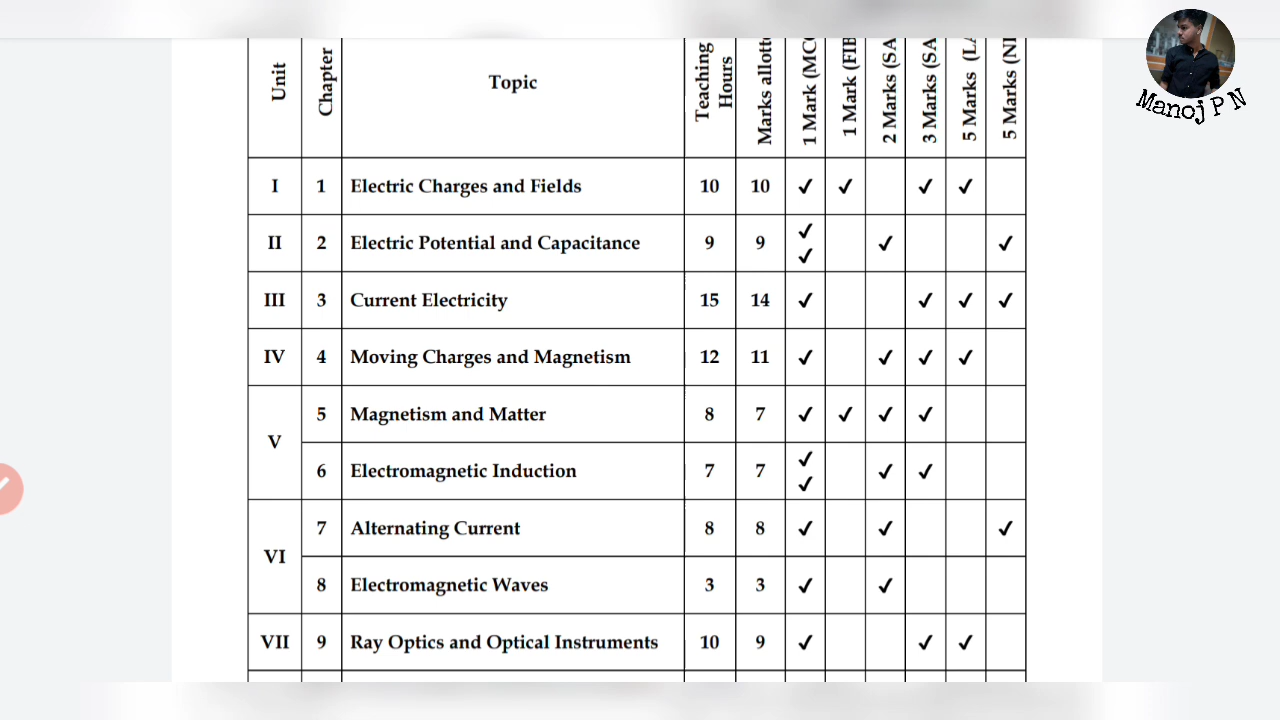 Unit Chapter Topic Teaching Hours Marks allott 1 Mark (MC 1 Mark (FIB 2 Marks (SA 3 Marks (SA 5 Marks (LA 5 Marks (N
I 1 Electric Charges and Fields 10 10 ✓ ✓ ✓ ✓
II 2 Electric Potential and Capacitance 9 9 ✓ ✓ ✓ ✓
III 3 Current Electricity 15 14 ✓ ✓ ✓ ✓
IV 4 Moving Charges and Magnetism 12 11 ✓ ✓ ✓ ✓
V 5 Magnetism and Matter 8 7 ✓ ✓ ✓ ✓
6 Electromagnetic Induction 7 7 ✓ ✓ ✓ ✓
VI 7 Alternating Current 8 8 ✓ ✓ ✓
8 Electromagnetic Waves 3 3 ✓ ✓
VII 9 Ray Optics and Optical Instruments 10 9 ✓ ✓ ✓
Manoj P N